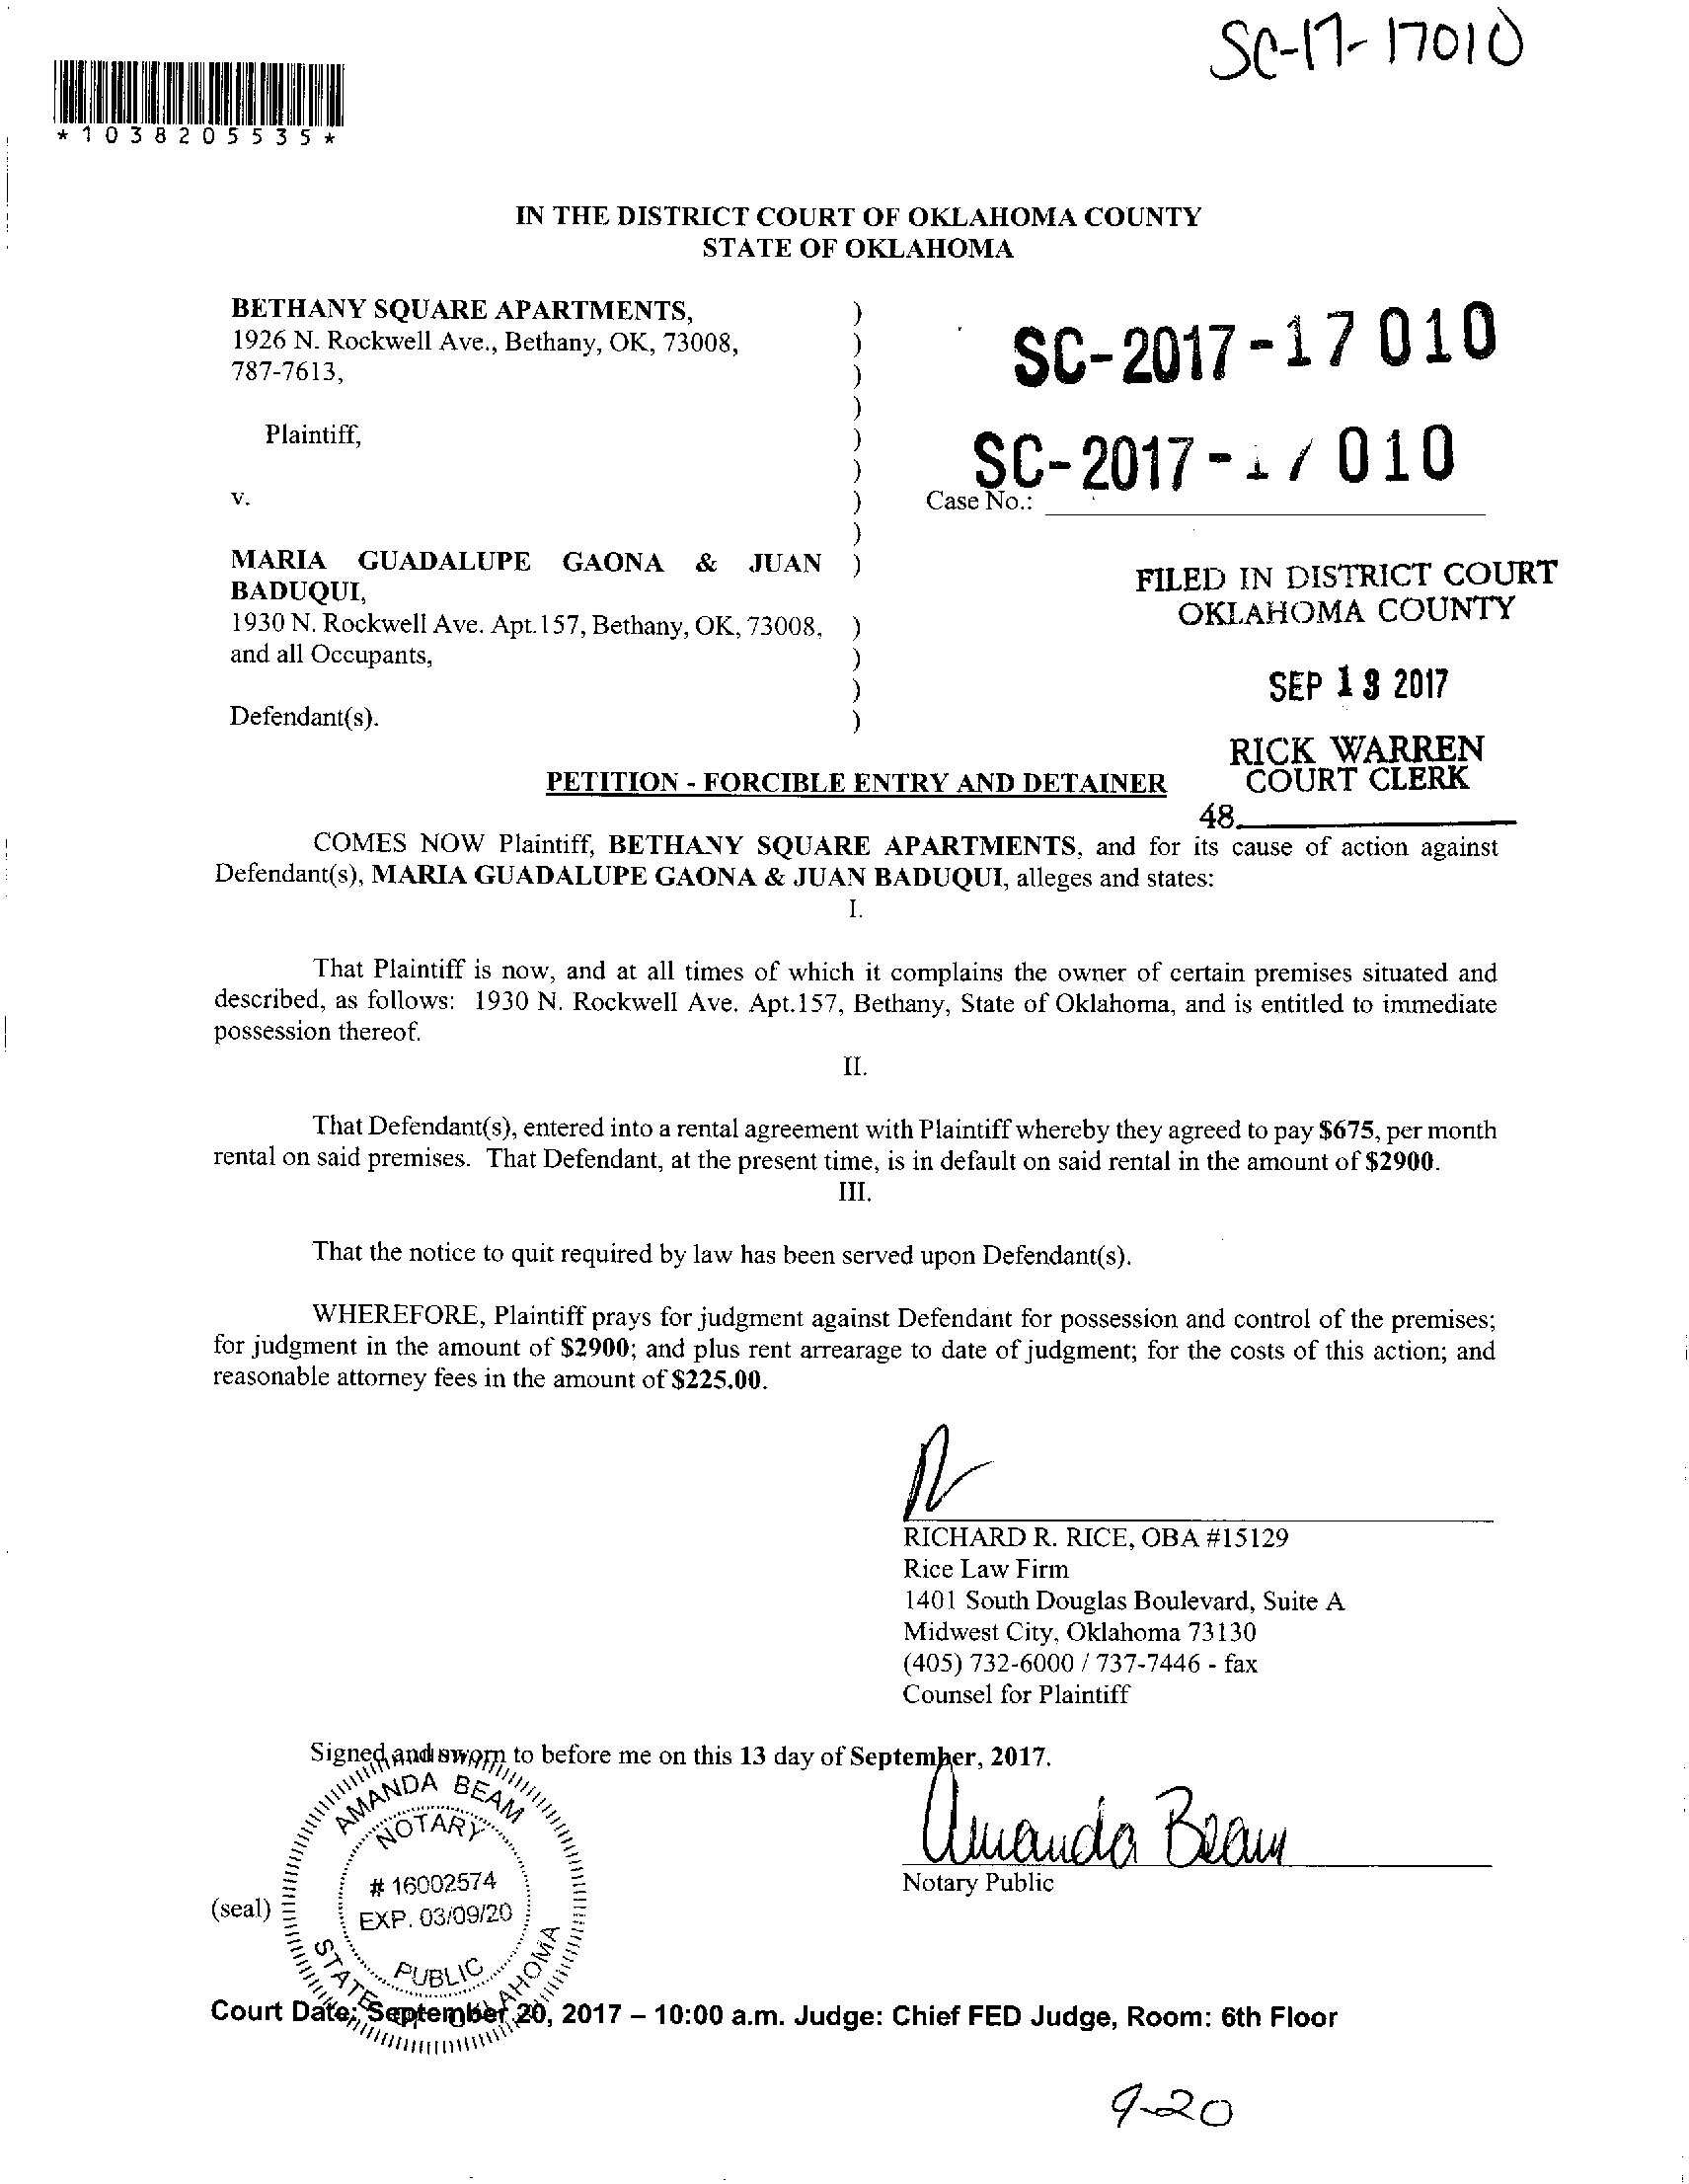 SC-17-17010
*1038205535*
IN THE DISTRICT COURT OF OKLAHOMA COUNTY
STATE OF OKLAHOMA
BETHANY SQUARE APARTMENTS, )
1926 N. Rockwell Ave., Bethany, OK, 73008, )
787-7613, )
)
Plaintiff, )
)
v. )
)
MARIA GUADALUPE GAONA & JUAN )
BADUQUI,
1930 N. Rockwell Ave. Apt.157, Bethany, OK, 73008, )
and all Occupants, )
)
Defendant(s). )
SC-2017-17010
SC-2017-17010
Case No.:
FILED IN DISTRICT COURT
OKLAHOMA COUNTY
SEP 13 2017
RICK WARREN
COURT CLERK
48
PETITION - FORCIBLE ENTRY AND DETAINER
COMES NOW Plaintiff, BETHANY SQUARE APARTMENTS, and for its cause of action against
Defendant(s), MARIA GUADALUPE GAONA & JUAN BADUQUI, alleges and states:
I.
That Plaintiff is now, and at all times of which it complains the owner of certain premises situated and
described, as follows: 1930 N. Rockwell Ave. Apt.157, Bethany, State of Oklahoma, and is entitled to immediate
possession thereof.
II.
That Defendant(s), entered into a rental agreement with Plaintiff whereby they agreed to pay $675, per month
rental on said premises. That Defendant, at the present time, is in default on said rental in the amount of $2900.
III.
That the notice to quit required by law has been served upon Defendant(s).
WHEREFORE, Plaintiff prays for judgment against Defendant for possession and control of the premises;
for judgment in the amount of $2900; and plus rent arrearage to date of judgment; for the costs of this action; and
reasonable attorney fees in the amount of $225.00.
RICHARD R. RICE, OBA #15129
Rice Law Firm
1401 South Douglas Boulevard, Suite A
Midwest City, Oklahoma 73130
(405) 732-6000 / 737-7446 - fax
Counsel for Plaintiff
Signed and sworn to before me on this 13 day of September, 2017.
Amanda Beam
Notary Public
(seal)
AMANDA BEAM
NOTARY
# 16002574
EXP. 03/09/20
PUBLIC
STATE OF OKLAHOMA
Court Date: September 20, 2017 – 10:00 a.m. Judge: Chief FED Judge, Room: 6th Floor
9-20